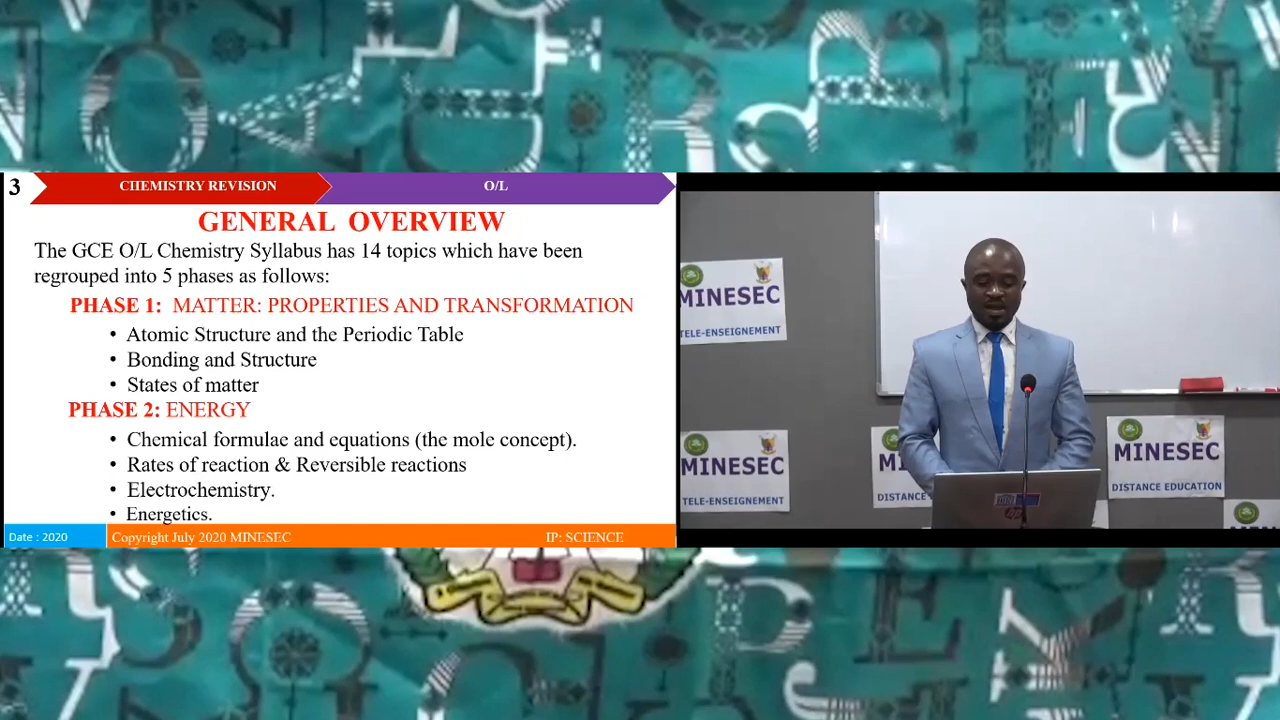 3
CHEMISTRY REVISION
O/L
GENERAL OVERVIEW
The GCE O/L Chemistry Syllabus has 14 topics which have been
regrouped into 5 phases as follows:
PHASE 1: MATTER: PROPERTIES AND TRANSFORMATION
• Atomic Structure and the Periodic Table
• Bonding and Structure
• States of matter
PHASE 2: ENERGY
• Chemical formulae and equations (the mole concept).
• Rates of reaction & Reversible reactions
• Electrochemistry.
• Energetics.
Date : 2020
Copyright July 2020 MINESEC
IP: SCIENCE
MINESEC
TELE-ENSEIGNEMENT
MINESEC
TELE-ENSEIGNEMENT
MI
DISTANCE
MINESEC
DISTANCE EDUCATION